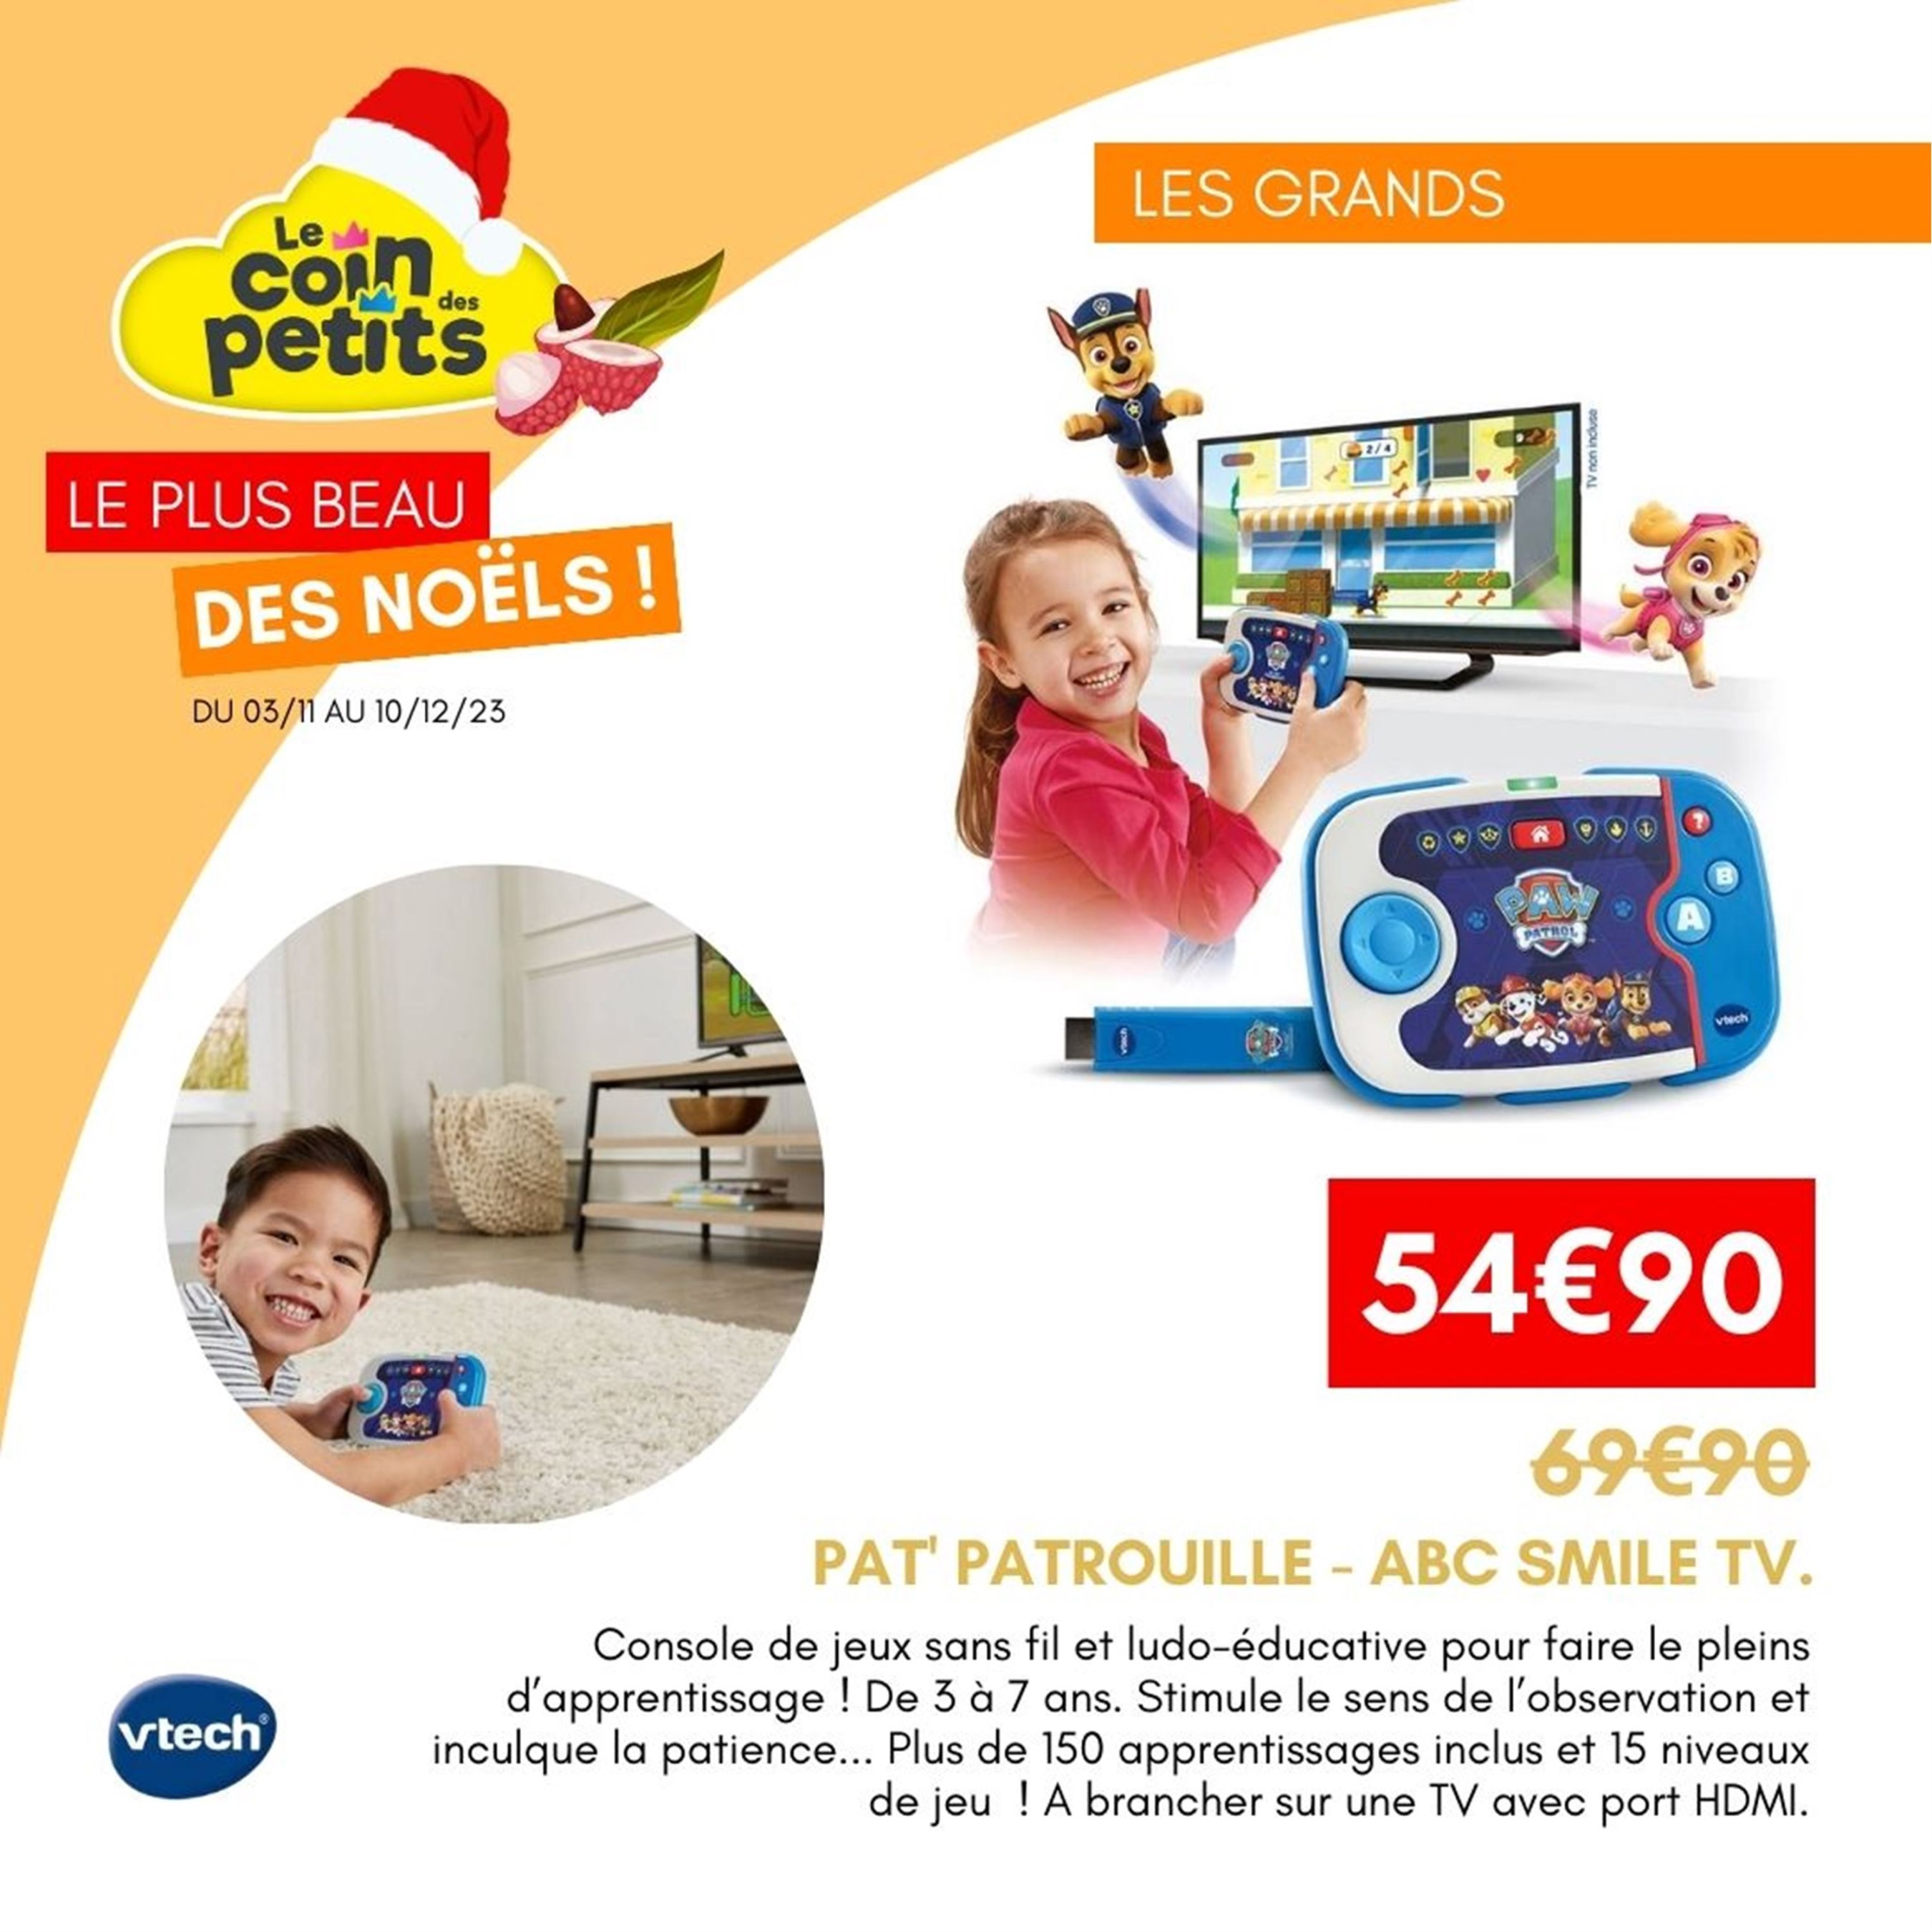 Le
coin
des
petits
LES GRANDS
LE PLUS BEAU
DES NOËLS !
DU 03/11 AU 10/12/23
2/4
TV non incluse
?
B
A
PAW
PATROL
vtech
vtech
54€90
69€90
PAT' PATROUILLE - ABC SMILE TV.
Console de jeux sans fil et ludo-éducative pour faire le pleins
d'apprentissage ! De 3 à 7 ans. Stimule le sens de l'observation et
inculque la patience... Plus de 150 apprentissages inclus et 15 niveaux
de jeu  ! A brancher sur une TV avec port HDMI.
vtech®